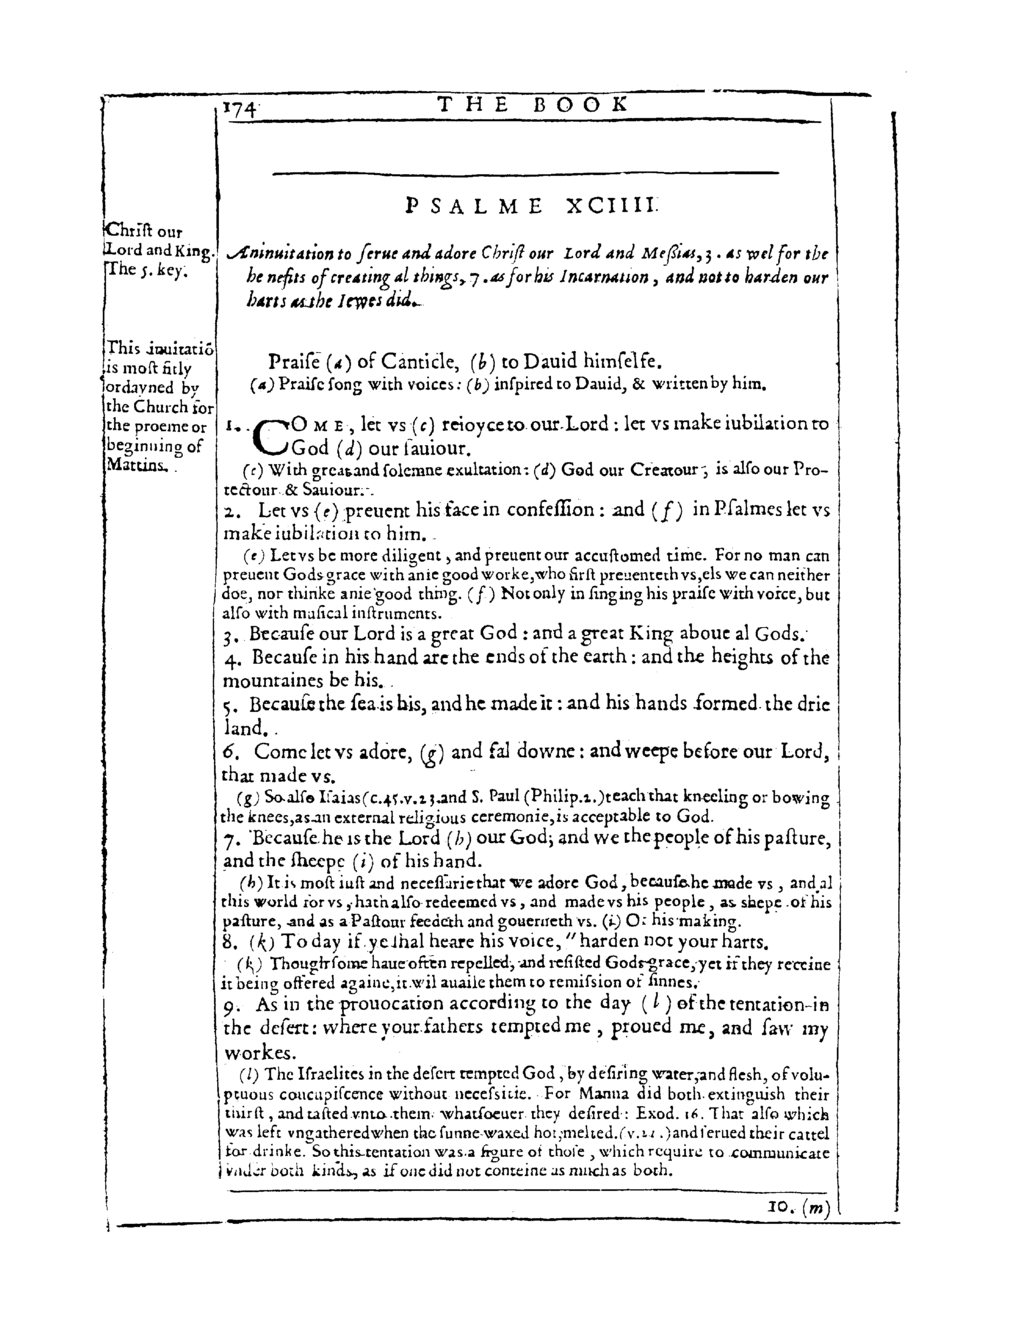 174 THE BOOK
PSALME XCIIII.
Chriſt our
Lord and King.
The 5. key.
An inuitation to ſerue and adore Chriſt our Lord and Meſsias, 3. as wel for the
benefits of creating al things, 7. as for his Incarnation, and not to harden our
harts as the Iewes did.
This inuitatiō
is moſt fitly
ordayned by
the Church for
the proeme or
beginning of
Mattins.
Praiſe (a) of Canticle, (b) to Dauid himſelfe.
(a) Praiſe ſong with voices: (b) inſpired to Dauid, & written by him.
1. COME, let vs (c) reioyce to our Lord: let vs make iubilation to
God (d) our ſauiour.
(c) With great and ſolemne exultation: (d) God our Creatour, is alſo our Pro-
tectour & Sauiour.
2. Let vs (e) preuent his face in confeſſion: and (f) in Pſalmes let vs
make iubilation to him.
(e) Let vs be more diligent, and preuent our accuſtomed time. For no man can
preuent Gods grace with anie good worke, who firſt preuenteth vs, els we can neither
doe, nor thinke anie good thing. (f) Not only in ſinging his praiſe with voice, but
alſo with muſical inſtruments.
3. Becauſe our Lord is a great God: and a great King aboue al Gods.
4. Becauſe in his hand are the ends of the earth: and the heights of the
mountaines be his.
5. Becauſe the ſea is his, and he made it: and his hands formed the drie
land.
6. Come let vs adore, (g) and fal downe: and weepe before our Lord,
that made vs.
(g) So alſo Iſaias (c.45.v.23. and S. Paul (Philip.2.) teach that kneeling or bowing
the knees, as an external religious ceremonie, is acceptable to God.
7. Becauſe he is the Lord (h) our God; and we the people of his paſture,
and the ſheepe (i) of his hand.
(h) It is moſt iuſt and neceſſarie that we adore God, becauſe he made vs, and al
this world for vs, hath alſo redeemed vs, and made vs his people, as shepe of his
paſture, and as a Paſtour feedeth and gouerneth vs. (i) Of his making.
8. (k) To day if ye ſhal heare his voice, " harden not your harts.
(k) Though ſome haue often repelled, and reſiſted Gods grace, yet if they receiue
it being offered againe, it wil auaile them to remiſsion of ſinnes.
9. As in the prouocation according to the day (l) of the tentation in
the deſert: where your fathers tempted me, proued me, and ſaw my
workes.
(l) The Iſraelites in the deſert tempted God, by deſiring water, and flesh, of volu-
ptuous concupiſcence without neceſsitie. For Manna did both extinguish their
thirſt, and taſted vnto them whatſoeuer they deſired: Exod. 16. That alſo which
was left vngathered when the ſunne waxed hot, melted. (v.21.) and ſerued their cattel
for drinke. So this tentation was a figure of thoſe, which require to communicate
vnder both kinds, as if one did not conteine as much as both.
10. (m)